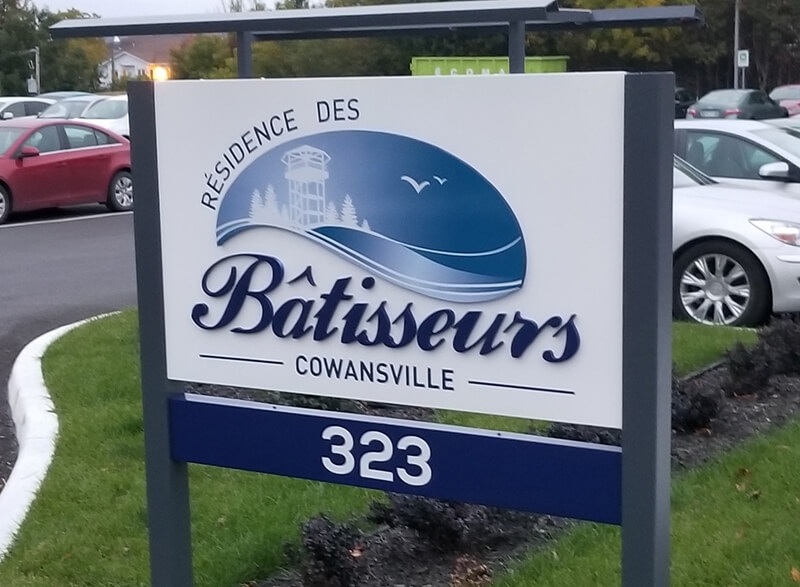 RÉSIDENCE DES
Bâtisseurs
COWANSVILLE
323